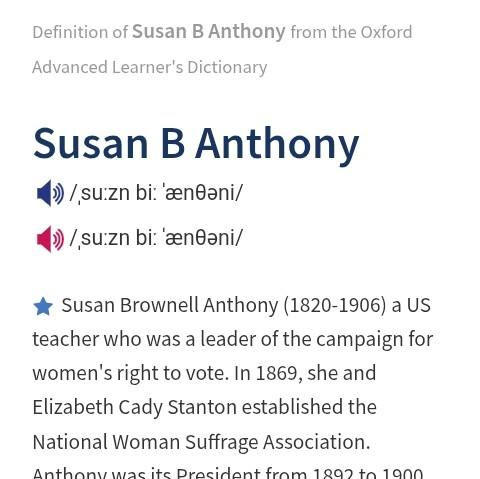 Definition of Susan B Anthony from the Oxford
Advanced Learner's Dictionary
Susan B Anthony
/ˌsuːzn biː ˈænθəni/
/ˌsuːzn biː ˈænθəni/
Susan Brownell Anthony (1820-1906) a US
teacher who was a leader of the campaign for
women's right to vote. In 1869, she and
Elizabeth Cady Stanton established the
National Woman Suffrage Association.
Anthony was its President from 1892 to 1900.